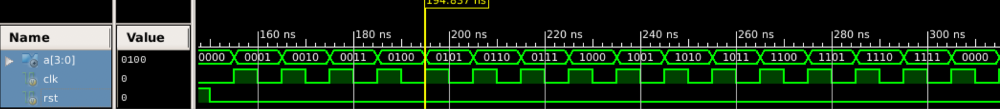 194.837 ns
Name Value
160 ns 180 ns 200 ns 220 ns 240 ns 260 ns 280 ns 300 ns
a[3:0] 0100 0000 0001 0010 0011 0100 0101 0110 0111 1000 1001 1010 1011 1100 1101 1110 1111 0000
clk 0
rst 0